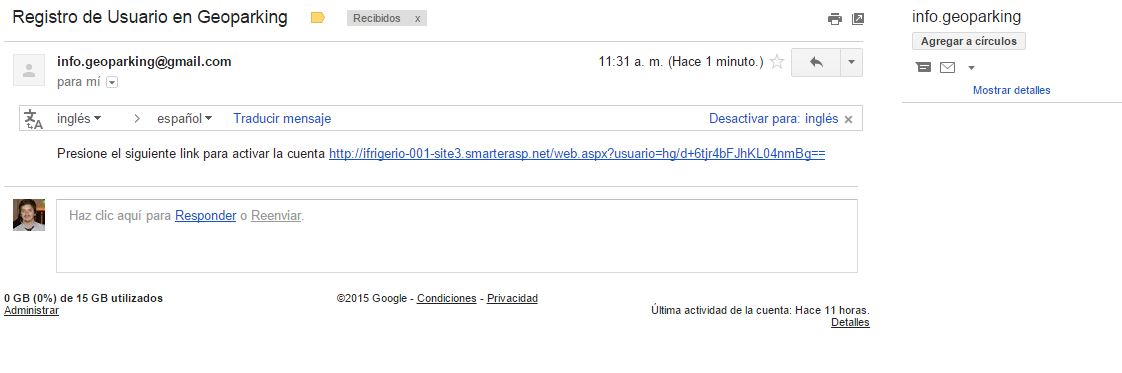 Registro de Usuario en Geoparking
Recibidos x
info.geoparking@gmail.com
11:31 a. m. (Hace 1 minuto.)
para mí
inglés
español
Traducir mensaje
Desactivar para: inglés
Presione el siguiente link para activar la cuenta http://ifrigerio-001-site3.smarterasp.net/web.aspx?usuario=hg/d+6tjr4bFJhKL04nmBg==
Haz clic aquí para Responder o Reenviar.
0 GB (0%) de 15 GB utilizados
Administrar
©2015 Google - Condiciones - Privacidad
Última actividad de la cuenta: Hace 11 horas.
Detalles
info.geoparking
Agregar a círculos
Mostrar detalles